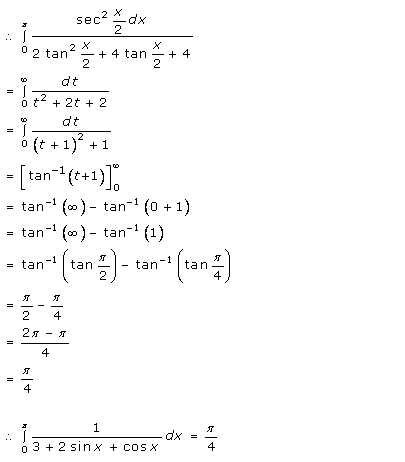 ∴ ∫₀^π sec² x/2 dx / (2 tan² x/2 + 4 tan x/2 + 4)
= ∫₀^∞ dt / (t² + 2t + 2)
= ∫₀^∞ dt / ((t + 1)² + 1)
= [tan⁻¹(t+1)]₀^∞
= tan⁻¹(∞) − tan⁻¹(0 + 1)
= tan⁻¹(∞) − tan⁻¹(1)
= tan⁻¹(tan π/2) − tan⁻¹(tan π/4)
= π/2 − π/4
= (2π − π)/4
= π/4
∴ ∫₀^π 1/(3 + 2 sin x + cos x) dx = π/4